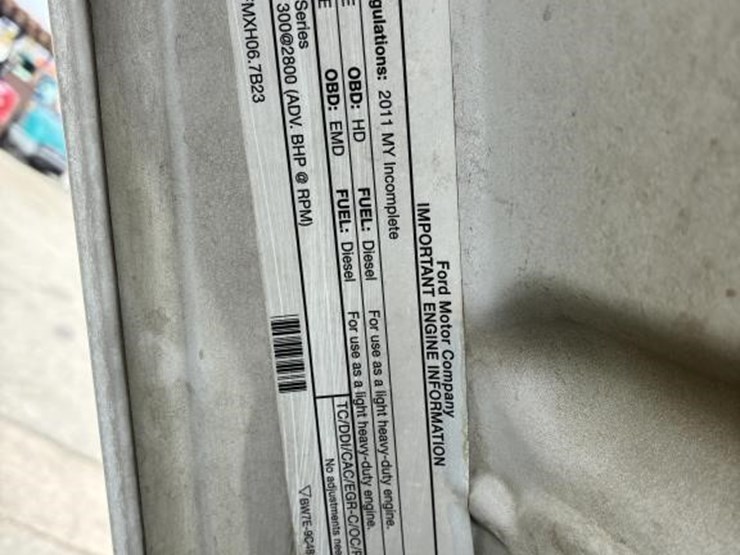 Ford Motor Company
IMPORTANT ENGINE INFORMATION
gulations: 2011 MY Incomplete
OBD: HD FUEL: Diesel For use as a light heavy-duty engine.
OBD: EMD FUEL: Diesel For use as a light heavy-duty engine.
TC/DDI/CAC/EGR-C/OC/P
No adjustments nee
Series
300@2800 (ADV. BHP @ RPM)
MXH06.7B23
BW7E-9C48